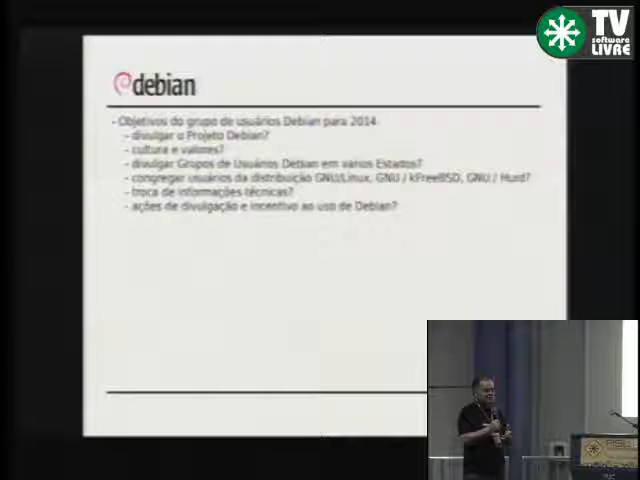 TV
software
LIVRE
debian
- Objetivos do grupo de usuários Debian para 2014
- divulgar o Projeto Debian?
- cultura e valores?
- divulgar Grupos de Usuários Debian em varios Estados?
- congregar usuários da distribuição GNU/Linux, GNU / kFreeBSD, GNU / Hurd?
- troca de informações técnicas?
- ações de divulgação e incentivo ao uso de Debian?